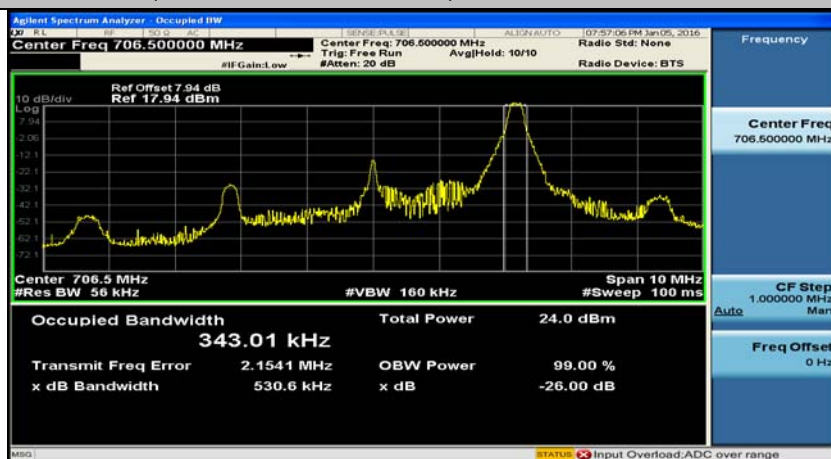 Agilent Spectrum Analyzer - Occupied BW
LXI RL RF 50 Ω AC SENSE:PULSE ALIGN AUTO 07:57:06 PM Jan 05, 2016
Center Freq 706.500000 MHz
Center Freq: 706.500000 MHz
Radio Std: None
Trig: Free Run
Avg|Hold: 10/10
#IFGain:Low
#Atten: 20 dB
Radio Device: BTS
Ref Offset 7.94 dB
10 dB/div
Ref 17.94 dBm
Log
7.94
-2.06
-12.1
-22.1
-32.1
-42.1
-52.1
-62.1
-72.1
Center 706.5 MHz
Span 10 MHz
#Res BW 56 kHz
#VBW 160 kHz
#Sweep 100 ms
Occupied Bandwidth
Total Power 24.0 dBm
343.01 kHz
Transmit Freq Error 2.1541 MHz
OBW Power 99.00 %
x dB Bandwidth 530.6 kHz
x dB -26.00 dB
Frequency
Center Freq
706.500000 MHz
CF Step
1.000000 MHz
Auto Man
Freq Offset
0 Hz
MSG
STATUS Input Overload;ADC over range